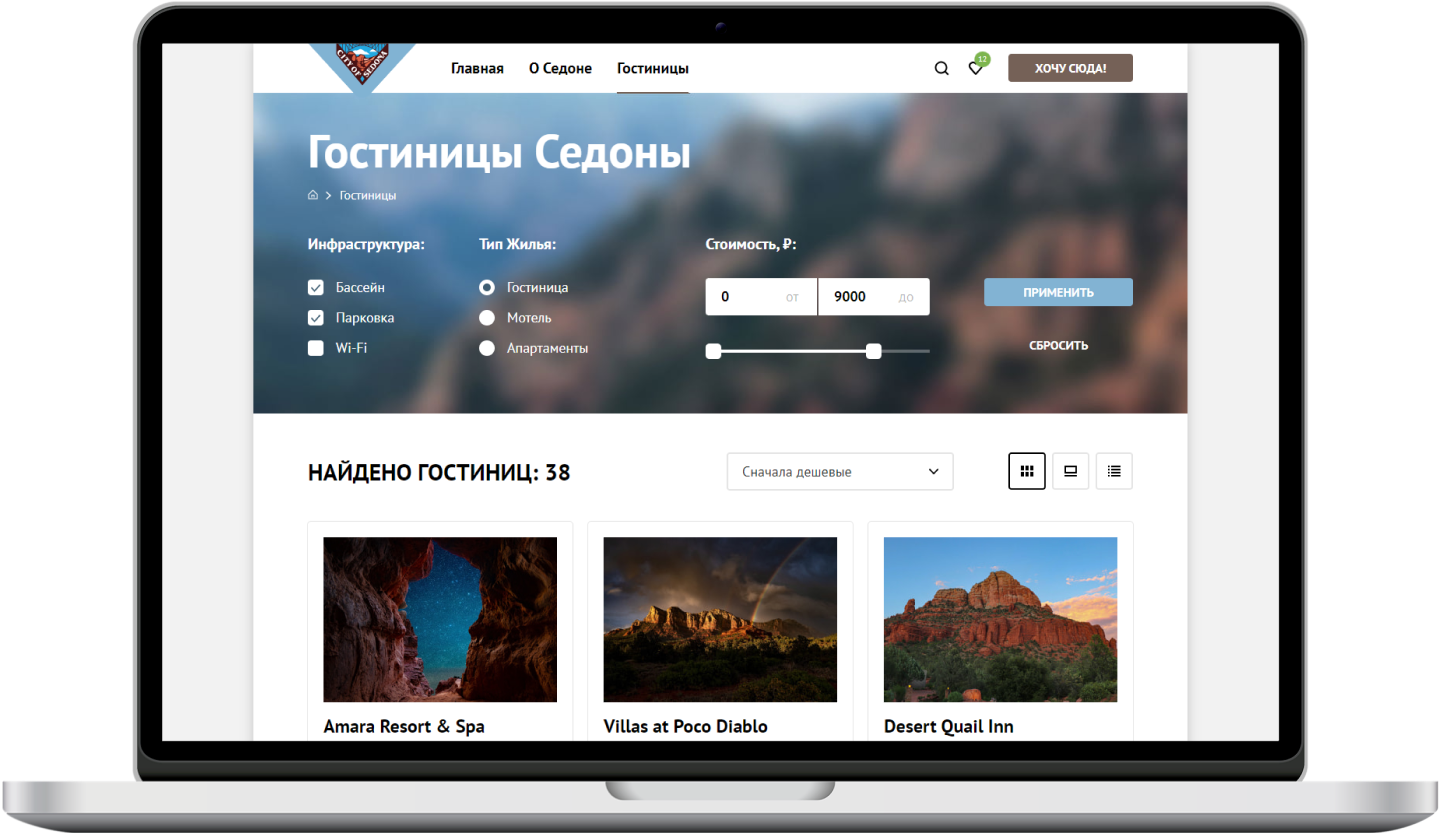 CITY OF SEDONA
Главная
О Седоне
Гостиницы
12
ХОЧУ СЮДА!
Гостиницы Седоны
Гостиницы
Инфраструктура:
Бассейн
Парковка
Wi-Fi
Тип Жилья:
Гостиница
Мотель
Апартаменты
Стоимость, ₽:
0 от
9000 до
ПРИМЕНИТЬ
СБРОСИТЬ
НАЙДЕНО ГОСТИНИЦ: 38
Сначала дешевые
Amara Resort & Spa
Villas at Poco Diablo
Desert Quail Inn